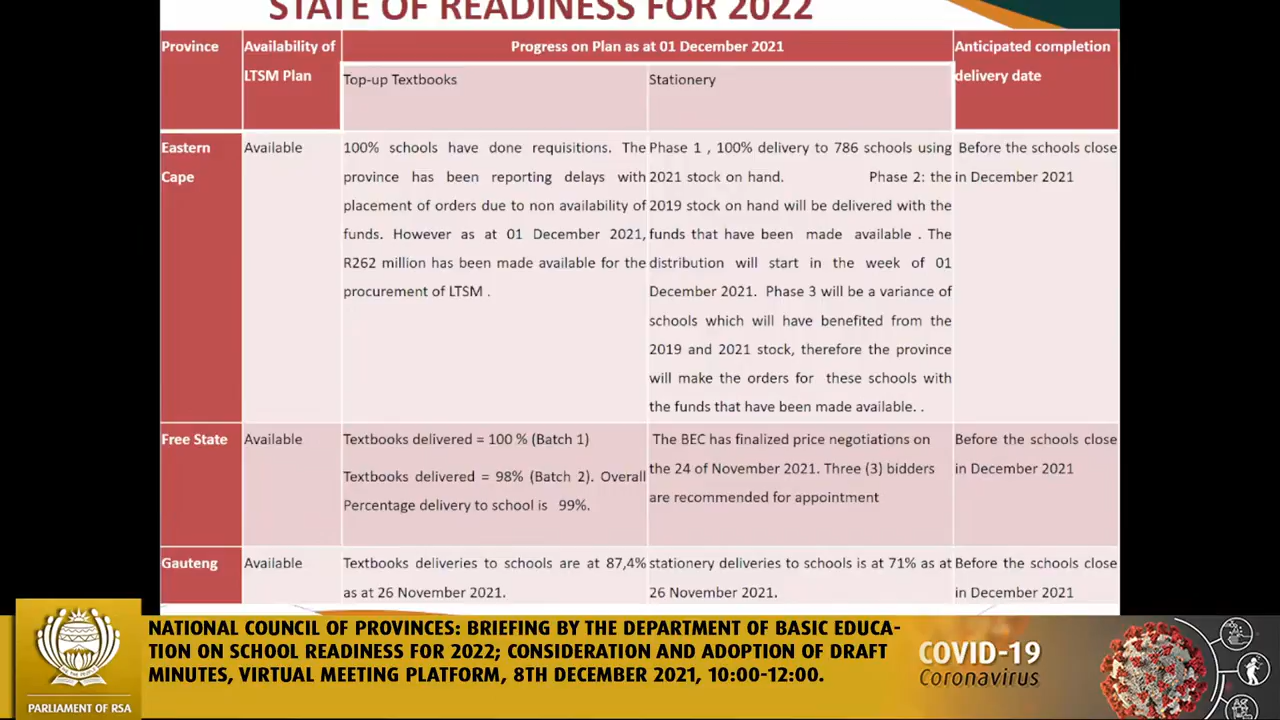 STATE OF READINESS FOR 2022
Province
Availability of
LTSM Plan
Progress on Plan as at 01 December 2021
Anticipated completion
delivery date
Top-up Textbooks
Stationery
Eastern
Cape
Available
100% schools have done requisitions. The
province has been reporting delays with
placement of orders due to non availability of
funds. However as at 01 December 2021,
R262 million has been made available for the
procurement of LTSM .
Phase 1 , 100% delivery to 786 schools using
2021 stock on hand. Phase 2: the
2019 stock on hand will be delivered with the
funds that have been made available . The
distribution will start in the week of 01
December 2021. Phase 3 will be a variance of
schools which will have benefited from the
2019 and 2021 stock, therefore the province
will make the orders for these schools with
the funds that have been made available. .
Before the schools close
in December 2021
Free State
Available
Textbooks delivered = 100 % (Batch 1)
Textbooks delivered = 98% (Batch 2). Overall
Percentage delivery to school is 99%.
The BEC has finalized price negotiations on
the 24 of November 2021. Three (3) bidders
are recommended for appointment
Before the schools close
in December 2021
Gauteng
Available
Textbooks deliveries to schools are at 87,4%
as at 26 November 2021.
stationery deliveries to schools is at 71% as at
26 November 2021.
Before the schools close
in December 2021
PARLIAMENT OF RSA
NATIONAL COUNCIL OF PROVINCES: BRIEFING BY THE DEPARTMENT OF BASIC EDUCA-
TION ON SCHOOL READINESS FOR 2022; CONSIDERATION AND ADOPTION OF DRAFT
MINUTES, VIRTUAL MEETING PLATFORM, 8TH DECEMBER 2021, 10:00-12:00.
COVID-19
Coronavirus